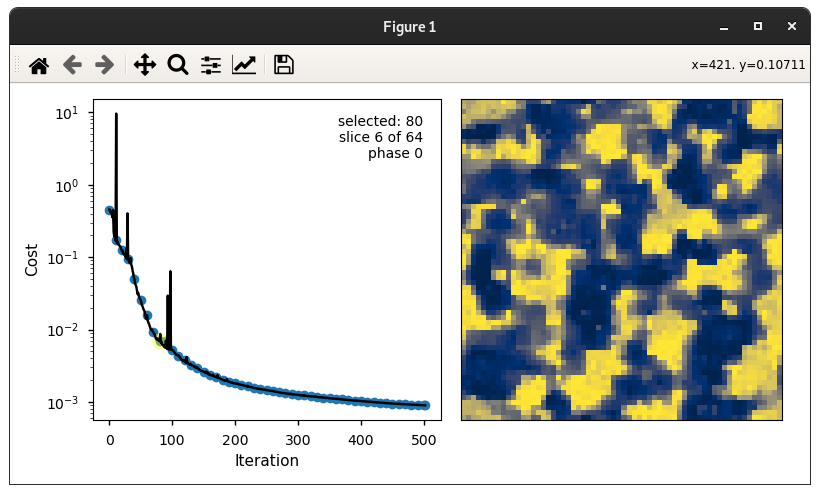 Figure 1
x=421. y=0.10711
selected: 80
slice 6 of 64
phase 0
10¹
10⁰
10⁻¹
10⁻²
10⁻³
Cost
0 100 200 300 400 500
Iteration